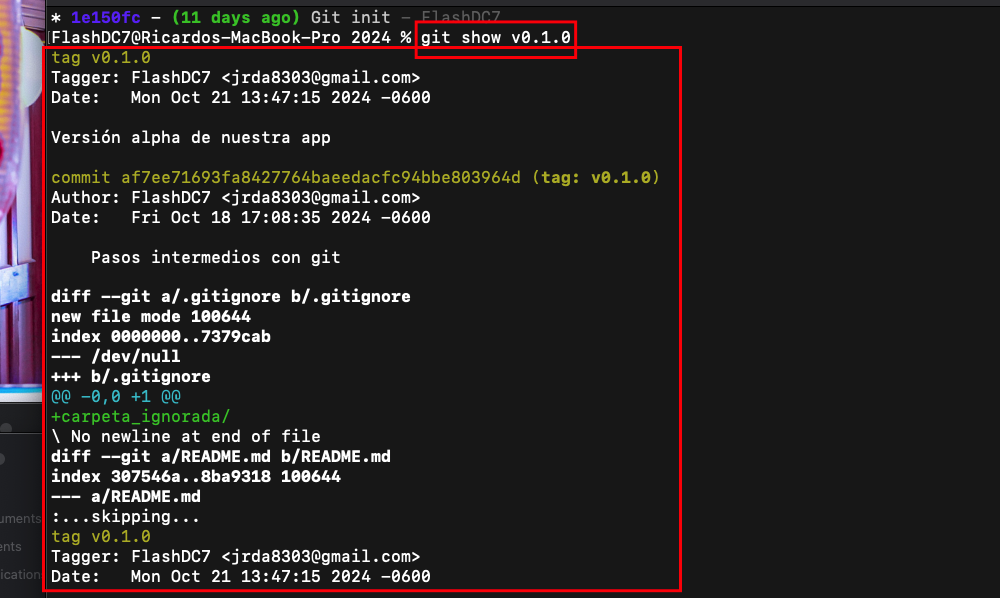 * 1e150fc - (11 days ago) Git init - FlashDC7
[FlashDC7@Ricardos-MacBook-Pro 2024 % git show v0.1.0
tag v0.1.0
Tagger: FlashDC7 <jrda8303@gmail.com>
Date:   Mon Oct 21 13:47:15 2024 -0600
Versión alpha de nuestra app
commit af7ee71693fa8427764baeedacfc94bbe803964d (tag: v0.1.0)
Author: FlashDC7 <jrda8303@gmail.com>
Date:   Fri Oct 18 17:08:35 2024 -0600
    Pasos intermedios con git
diff --git a/.gitignore b/.gitignore
new file mode 100644
index 0000000..7379cab
--- /dev/null
+++ b/.gitignore
@@ -0,0 +1 @@
+carpeta_ignorada/
\ No newline at end of file
diff --git a/README.md b/README.md
index 307546a..8ba9318 100644
--- a/README.md
:...skipping...
tag v0.1.0
Tagger: FlashDC7 <jrda8303@gmail.com>
Date:   Mon Oct 21 13:47:15 2024 -0600